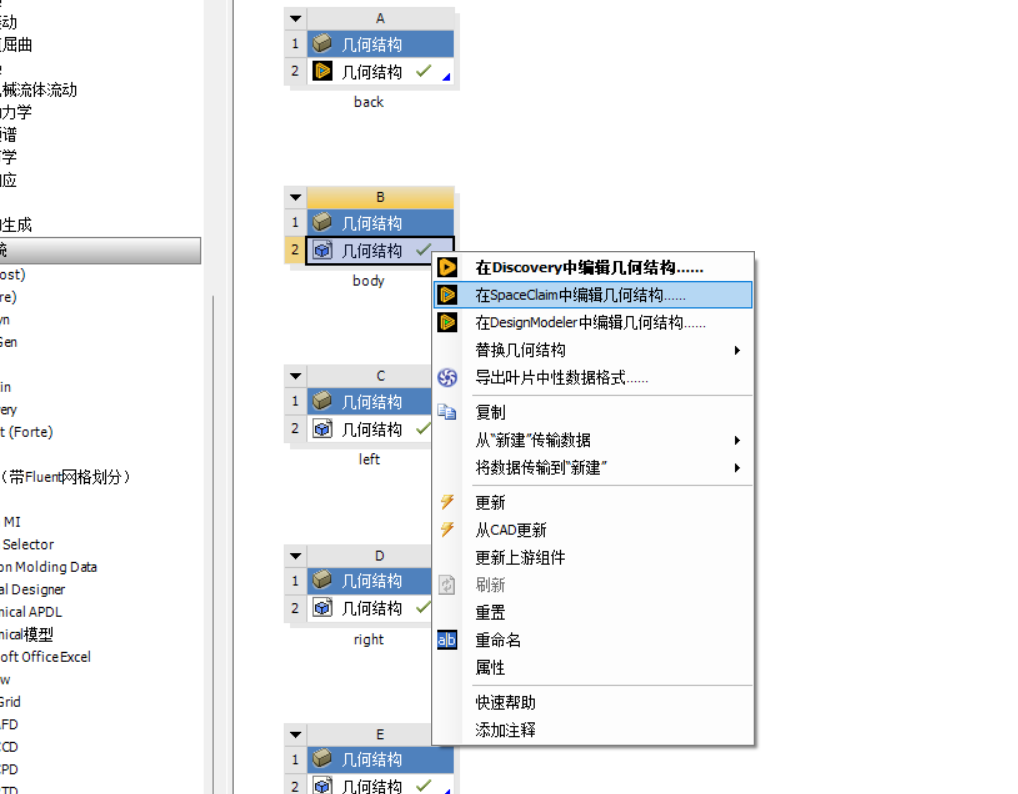 动
屈曲
械流体流动
力学
谱
学
应
生成
统
ost)
re)
yn
Gen
in
ery
t (Forte)
（带Fluent网格划分）
MI
Selector
on Molding Data
al Designer
nical APDL
nical模型
oft Office Excel
w
Grid
FD
CD
PD
TD
A
1 几何结构
2 几何结构
back
B
1 几何结构
2 几何结构
body
C
1 几何结构
2 几何结构
left
D
1 几何结构
2 几何结构
right
E
1 几何结构
2 几何结构
在Discovery中编辑几何结构......
在SpaceClaim中编辑几何结构......
在DesignModeler中编辑几何结构......
替换几何结构
导出叶片中性数据格式......
复制
从“新建”传输数据
将数据传输到“新建”
更新
从CAD更新
更新上游组件
刷新
重置
a|b 重命名
属性
快速帮助
添加注释